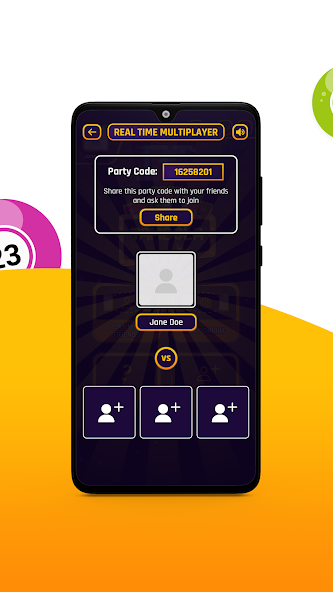 REAL TIME MULTIPLAYER
Party Code: 16258201
Share this party code with your friends
and ask them to join
Share
Jane Doe
VS
23